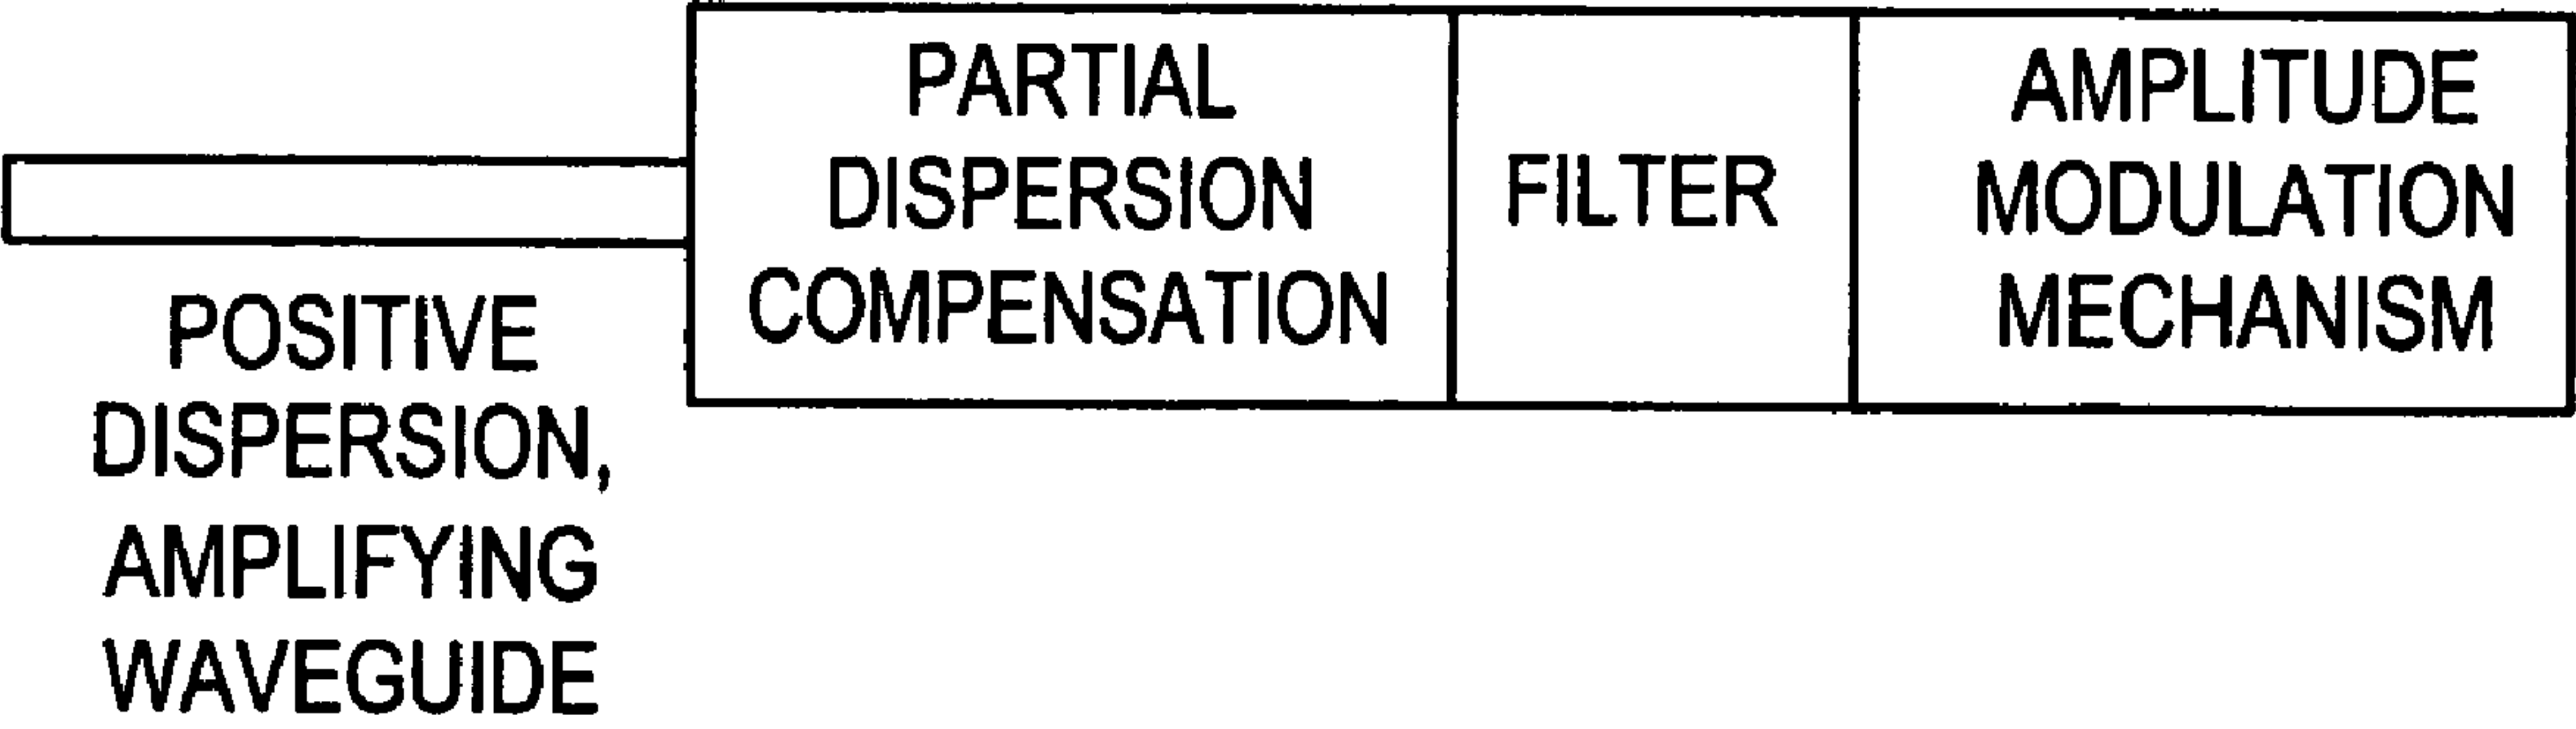 POSITIVE
DISPERSION,
AMPLIFYING
WAVEGUIDE
PARTIAL
DISPERSION
COMPENSATION
FILTER
AMPLITUDE
MODULATION
MECHANISM